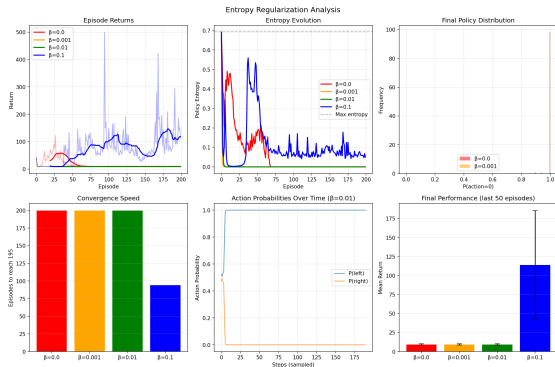 Entropy Regularization Analysis
Episode Returns
500
400
300
200
100
0
Return
0 25 50 75 100 125 150 175 200
Episode
β=0.0
β=0.001
β=0.01
β=0.1
Entropy Evolution
0.7
0.6
0.5
0.4
0.3
0.2
0.1
0.0
Policy Entropy
0 25 50 75 100 125 150 175 200
Episode
β=0.0
β=0.001
β=0.01
β=0.1
Max entropy
Final Policy Distribution
100
80
60
40
20
0
Frequency
0.0 0.2 0.4 0.6 0.8 1.0
P(action=0)
β=0.0
β=0.001
Convergence Speed
200
175
150
125
100
75
50
25
0
Episodes to reach 195
β=0.0 β=0.001 β=0.01 β=0.1
Action Probabilities Over Time (β=0.01)
1.0
0.8
0.6
0.4
0.2
0.0
Action Probability
0 25 50 75 100 125 150 175
Steps (sampled)
P(left)
P(right)
Final Performance (last 50 episodes)
175
150
125
100
75
50
25
0
Mean Return
β=0.0 β=0.001 β=0.01 β=0.1